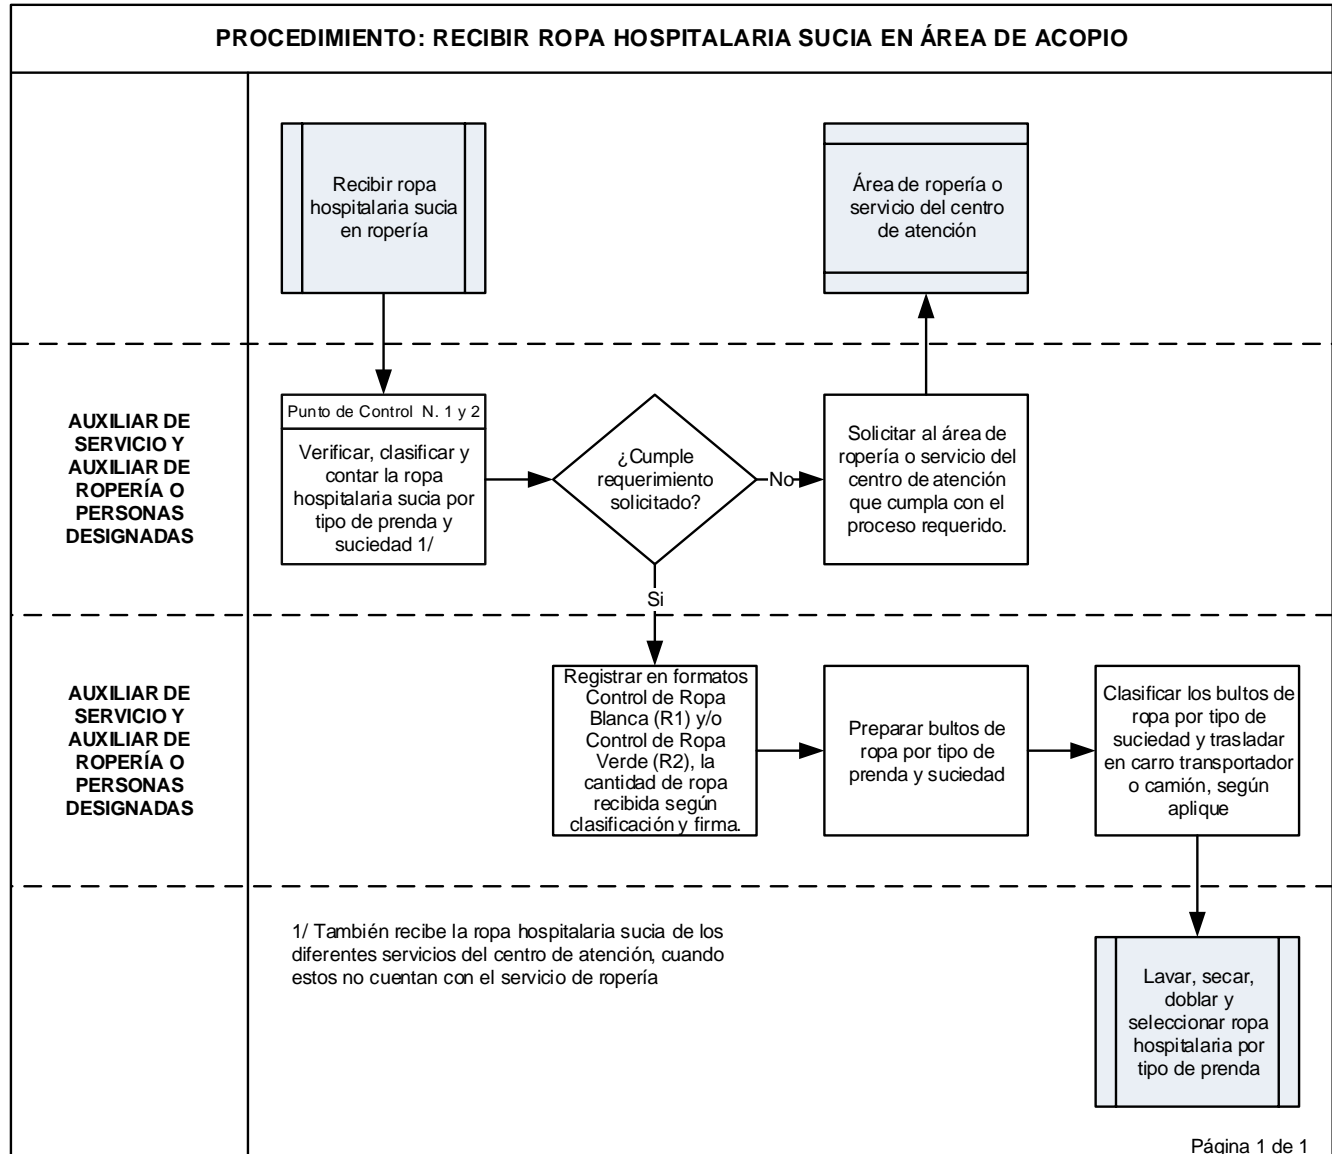 PROCEDIMIENTO: RECIBIR ROPA HOSPITALARIA SUCIA EN ÁREA DE ACOPIO
Recibir ropa
hospitalaria sucia
en ropería
Área de ropería o
servicio del centro
de atención
AUXILIAR DE
SERVICIO Y
AUXILIAR DE
ROPERÍA O
PERSONAS
DESIGNADAS
Punto de Control N. 1 y 2
Verificar, clasificar y
contar la ropa
hospitalaria sucia por
tipo de prenda y
suciedad 1/
¿Cumple
requerimiento
solicitado?
No
Solicitar al área de
ropería o servicio del
centro de atención
que cumpla con el
proceso requerido.
Si
AUXILIAR DE
SERVICIO Y
AUXILIAR DE
ROPERÍA O
PERSONAS
DESIGNADAS
Registrar en formatos
Control de Ropa
Blanca (R1) y/o
Control de Ropa
Verde (R2), la
cantidad de ropa
recibida según
clasificación y firma.
Preparar bultos de
ropa por tipo de
prenda y suciedad
Clasificar los bultos de
ropa por tipo de
suciedad y trasladar
en carro transportador
o camión, según
aplique
1/ También recibe la ropa hospitalaria sucia de los
diferentes servicios del centro de atención, cuando
estos no cuentan con el servicio de ropería
Lavar, secar,
doblar y
seleccionar ropa
hospitalaria por
tipo de prenda
Página 1 de 1